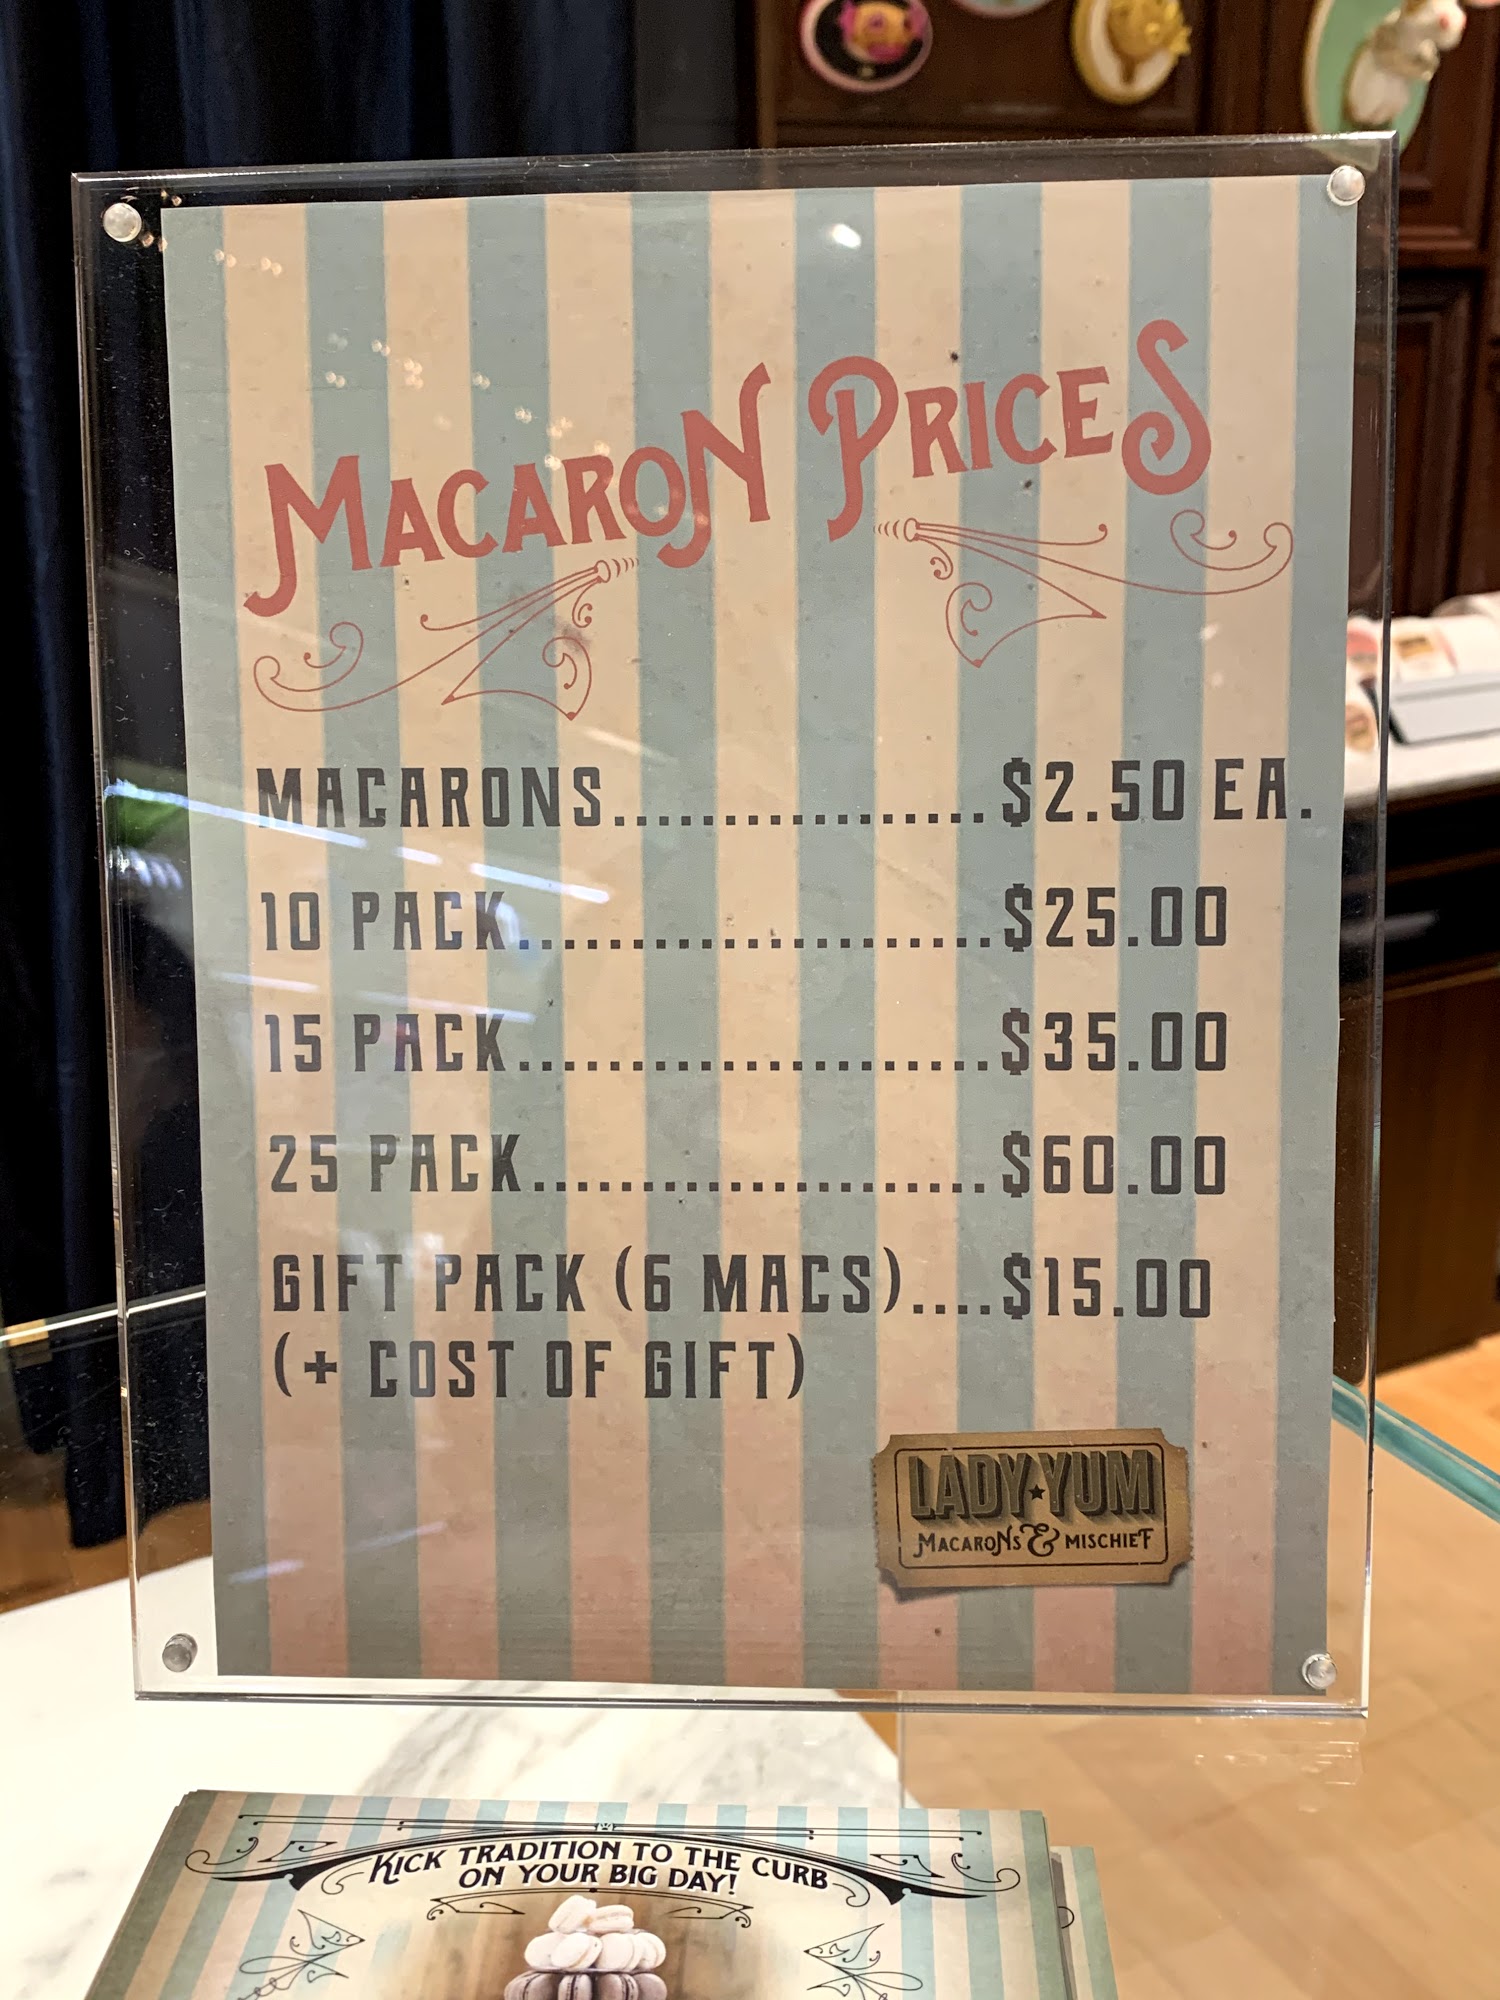 MACARON PRICES
MACARONS.................$2.50 EA.
10 PACK......................$25.00
15 PACK......................$35.00
25 PACK.....................$60.00
GIFT PACK (6 MACS)....$15.00
(+ COST OF GIFT)
LADY YUM
MACARONS & MISCHIEF
KICK TRADITION TO THE CURB
ON YOUR BIG DAY!